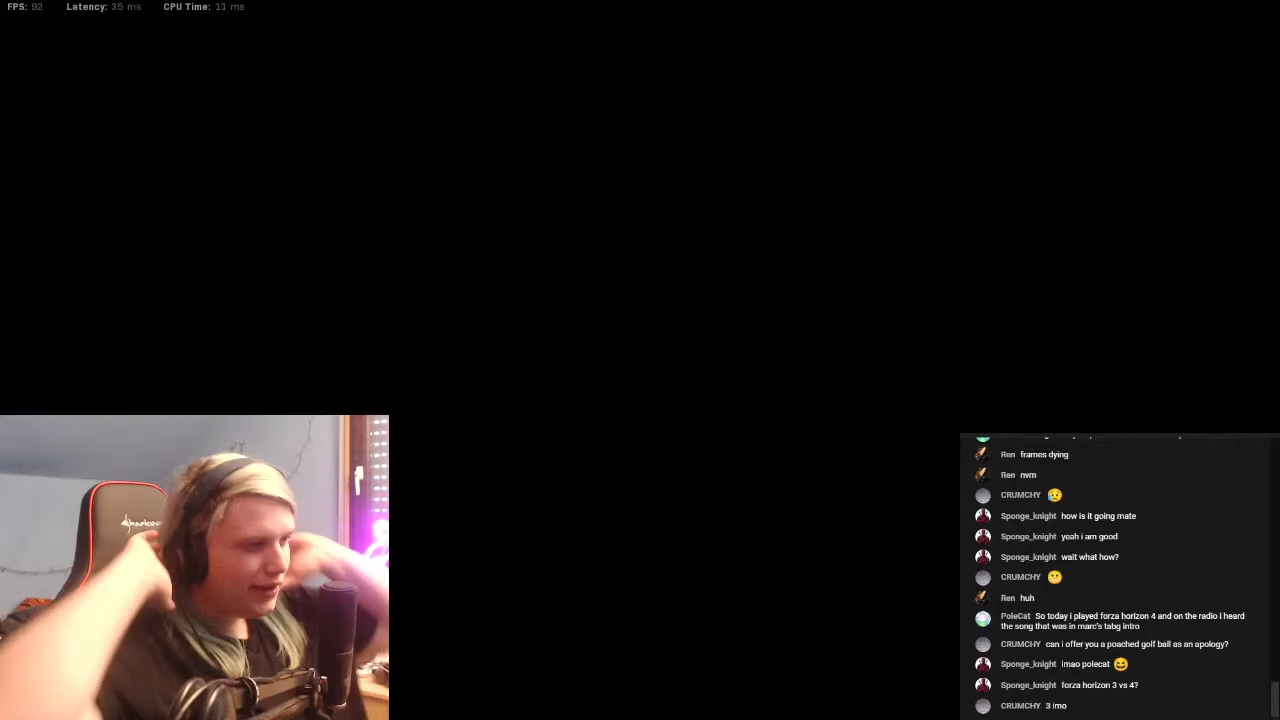 FPS: 92 Latency: 35 ms CPU Time: 11 ms
Ren frames dying
Ren nvm
CRUMCHY 😥
Sponge_knight how is it going mate
Sponge_knight yeah i am good
Sponge_knight wait what how?
CRUMCHY 😬
Ren huh
PoleCat So today i played forza horizon 4 and on the radio i heard
the song that was in marc's tabg intro
CRUMCHY can i offer you a poached golf ball as an apology?
Sponge_knight lmao polecat 😆
Sponge_knight forza horizon 3 vs 4?
CRUMCHY 3 imo